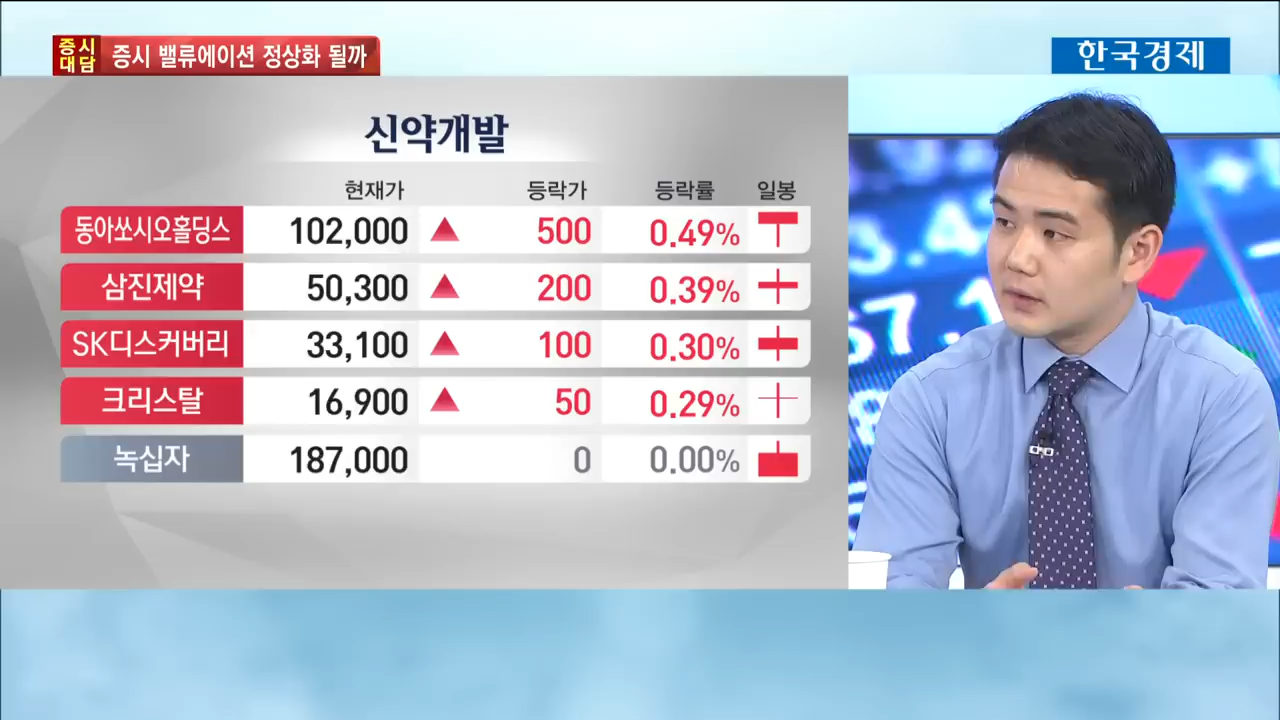 증시
대담
증시 밸류에이션 정상화 될까
한국경제
신약개발
현재가 등락가 등락률 일봉
동아쏘시오홀딩스 102,000 ▲ 500 0.49%
삼진제약 50,300 ▲ 200 0.39%
SK디스커버리 33,100 ▲ 100 0.30%
크리스탈 16,900 ▲ 50 0.29%
녹십자 187,000 0 0.00%